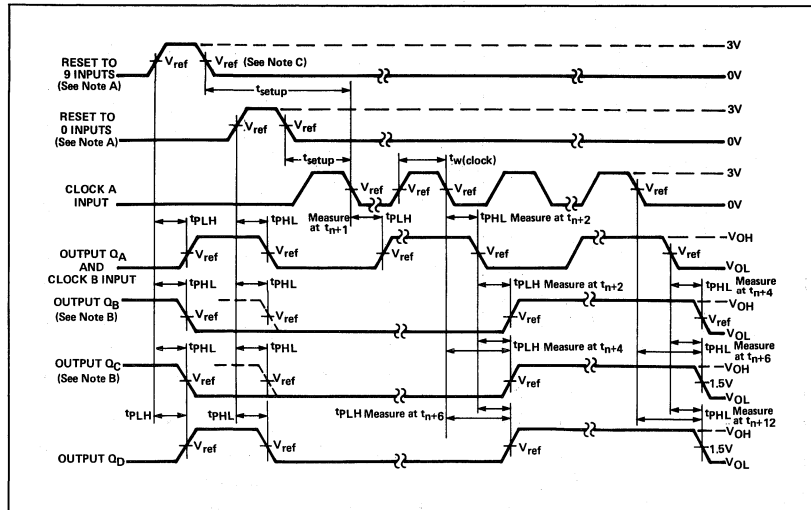 RESET TO
9 INPUTS
(See Note A)
Vref
Vref (See Note C)
3V
0V
tsetup
RESET TO
0 INPUTS
(See Note A)
Vref
Vref
3V
0V
tsetup
tw(clock)
CLOCK A
INPUT
Vref
Vref
Vref
Vref
3V
0V
tPLH
tPHL
Measure
at tn+1
tPLH
tPHL Measure at tn+2
OUTPUT QA
AND
CLOCK B INPUT
Vref
Vref
Vref
Vref
Vref
VOH
VOL
tPHL
tPHL
tPLH Measure at tn+2
tPHL Measure
at tn+4
OUTPUT QB
(See Note B)
Vref
Vref
Vref
Vref
VOH
VOL
tPHL
tPHL
tPLH Measure at tn+4
tPHL Measure
at tn+6
OUTPUT QC
(See Note B)
Vref
Vref
Vref
1.5V
VOH
VOL
tPLH
tPHL
tPLH Measure at tn+6
tPHL Measure
at tn+12
OUTPUT QD
Vref
Vref
Vref
1.5V
VOH
VOL